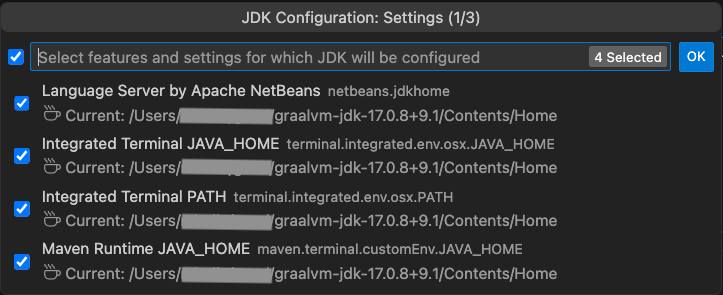 JDK Configuration: Settings (1/3)
Select features and settings for which JDK will be configured 4 Selected OK
Language Server by Apache NetBeans netbeans.jdkhome
Current: /Users/ /graalvm-jdk-17.0.8+9.1/Contents/Home
Integrated Terminal JAVA_HOME terminal.integrated.env.osx.JAVA_HOME
Current: /Users/ /graalvm-jdk-17.0.8+9.1/Contents/Home
Integrated Terminal PATH terminal.integrated.env.osx.PATH
Current: /Users/ /graalvm-jdk-17.0.8+9.1/Contents/Home
Maven Runtime JAVA_HOME maven.terminal.customEnv.JAVA_HOME
Current: /Users/ /graalvm-jdk-17.0.8+9.1/Contents/Home